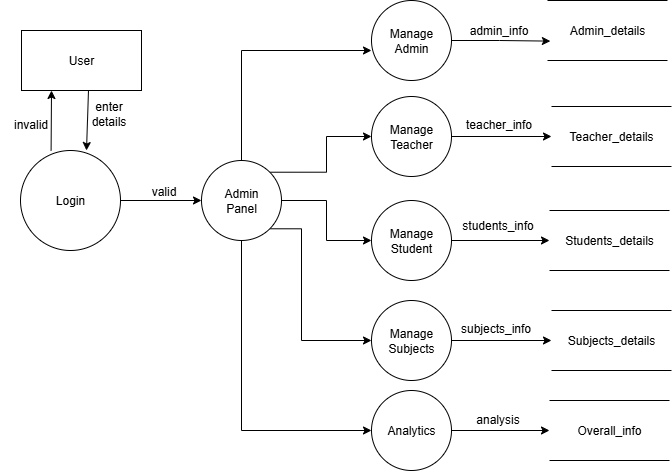 User
invalid
enter
details
Login
valid
Admin
Panel
Manage
Admin
admin_info
Admin_details
Manage
Teacher
teacher_info
Teacher_details
Manage
Student
students_info
Students_details
Manage
Subjects
subjects_info
Subjects_details
Analytics
analysis
Overall_info